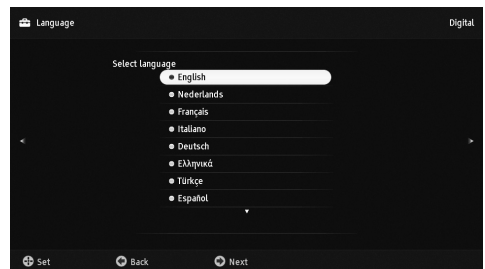 Language
Digital
Select language
English
Nederlands
Français
Italiano
Deutsch
Ελληνικά
Türkçe
Español
Set
Back
Next